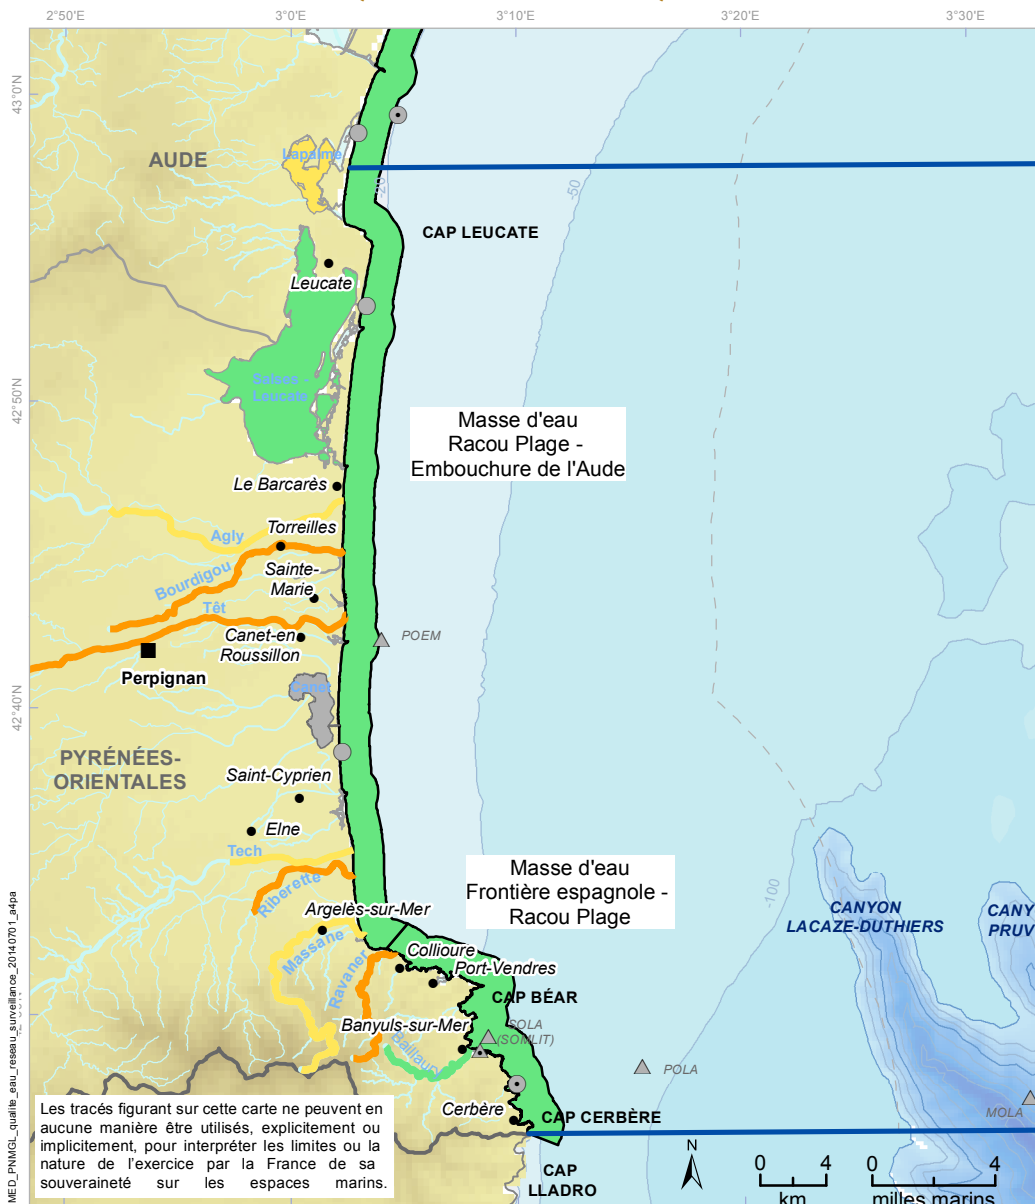 2°50'E
3°0'E
3°10'E
3°20'E
3°30'E
43°0'N
AUDE
Lapalme
-20
-50
CAP LEUCATE
Leucate
42°50'N
Salses -
Leucate
Masse d'eau
Racou Plage -
Embouchure de l'Aude
Le Barcarès
Agly
Torreilles
Bourdigou
Sainte-
Marie
Têt
Canet-en
Roussillon
POEM
Perpignan
Canet
42°40'N
PYRÉNÉES-
ORIENTALES
Saint-Cyprien
Elne
Tech
Masse d'eau
Frontière espagnole -
Racou Plage
-100
Riberette
Argelès-sur-Mer
CANYON
LACAZE-DUTHIERS
CANY
PRUV
Massane
Ravaner
Collioure
Port-Vendres
CAP BÉAR
Banyuls-sur-Mer
SOLA
(SOMLIT)
POLA
MOLA
Cerbère
CAP CERBÈRE
CAP
LLADRO
Les tracés figurant sur cette carte ne peuvent en
aucune manière être utilisés, explicitement ou
implicitement, pour interpréter les limites ou la
nature de l'exercice par la France de sa
souveraineté sur les espaces marins.
N
0 4
km
0 4
milles marins
MED_PNMGL_qualite_eau_reseau_surveillance_20140701_a4pa